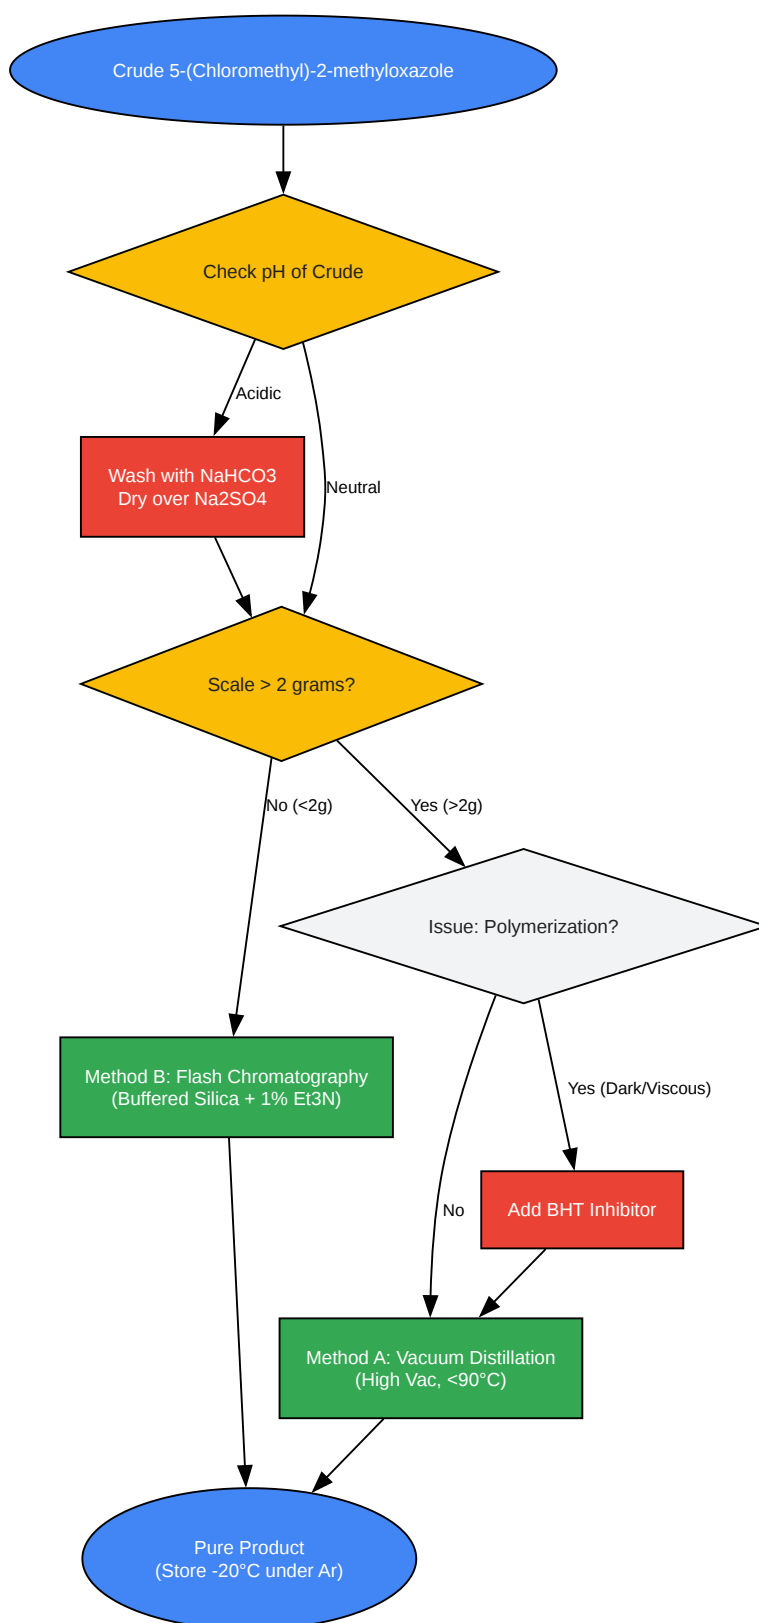 Crude 5-(Chloromethyl)-2-methyloxazole
Check pH of Crude
Acidic
Wash with NaHCO3
Dry over Na2SO4
Neutral
Scale > 2 grams?
No (<2g)
Yes (>2g)
Issue: Polymerization?
Method B: Flash Chromatography
(Buffered Silica + 1% Et3N)
Yes (Dark/Viscous)
No
Add BHT Inhibitor
Method A: Vacuum Distillation
(High Vac, <90°C)
Pure Product
(Store -20°C under Ar)